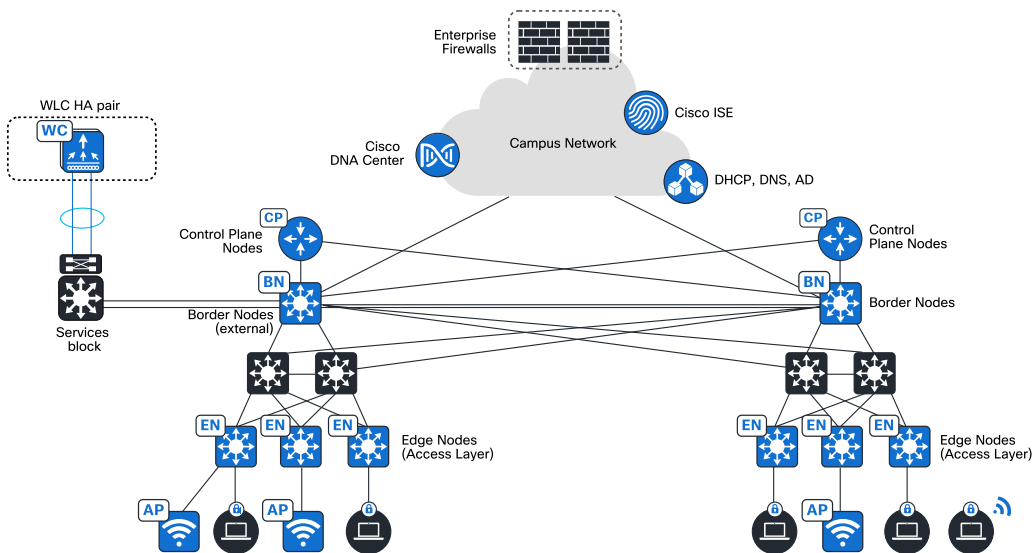 Enterprise
Firewalls
WLC HA pair
WC
Cisco ISE
Cisco
DNA Center
Campus Network
DHCP, DNS, AD
CP
Control Plane
Nodes
CP
Control
Plane Nodes
BN
Border Nodes
(external)
BN
Border Nodes
Services
block
EN
EN
EN
Edge Nodes
(Access Layer)
EN
EN
EN
Edge Nodes
(Access Layer)
AP
AP
AP